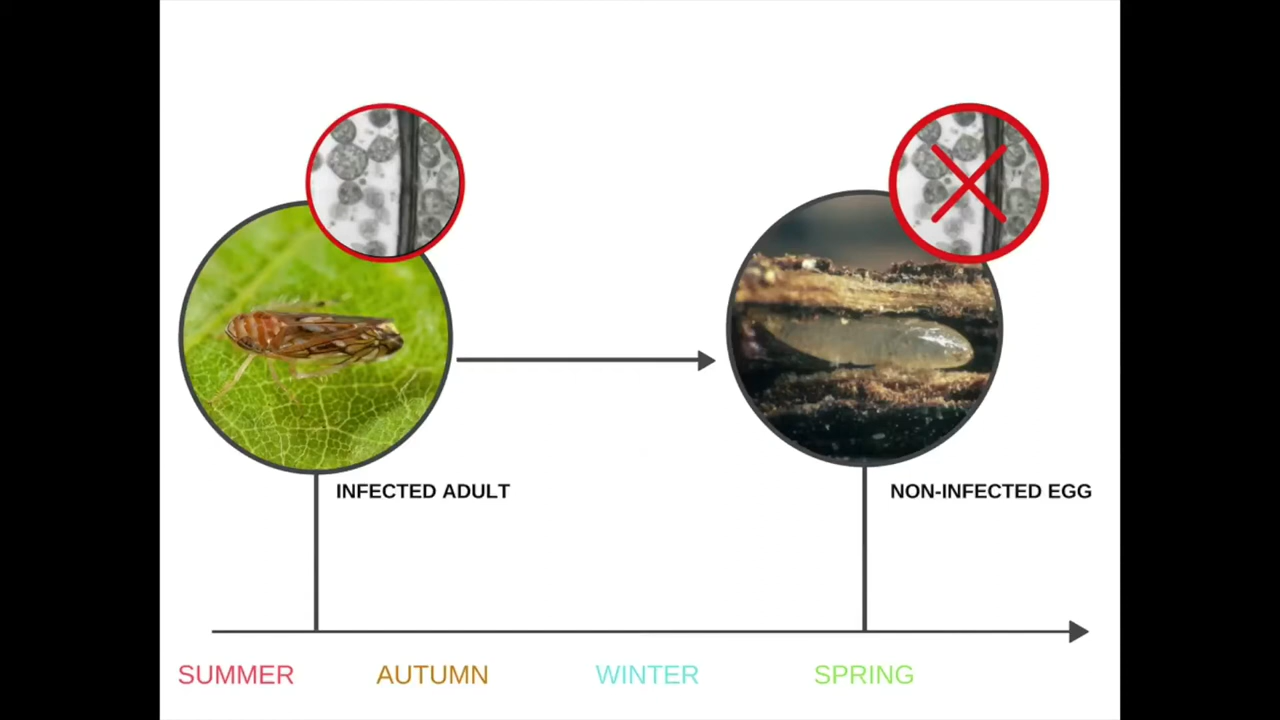 INFECTED ADULT
NON-INFECTED EGG
SUMMER
AUTUMN
WINTER
SPRING